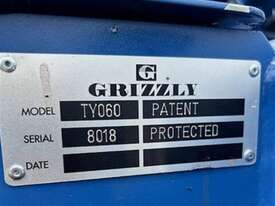 G
GRIZZLY
MODEL TY060 PATENT
SERIAL 8018 PROTECTED
DATE